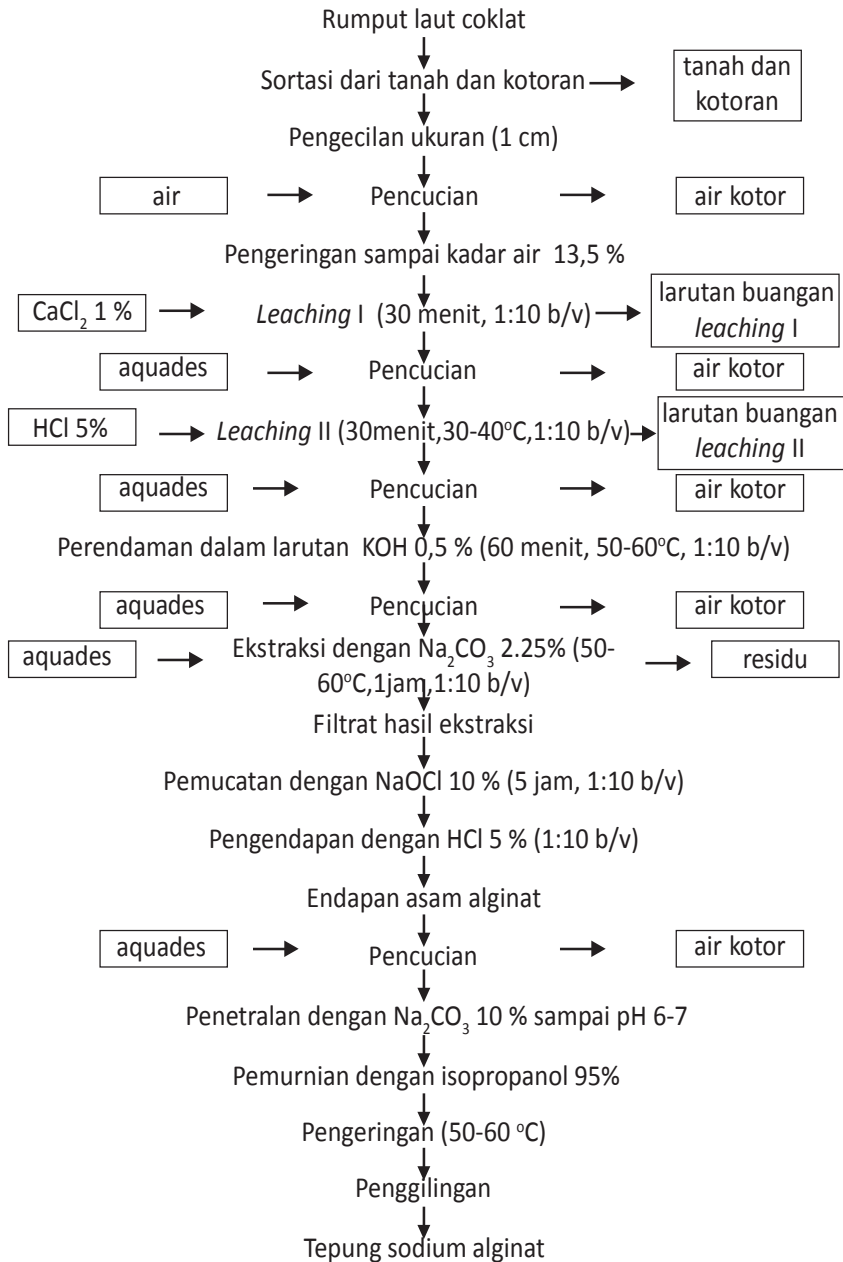 Rumput laut coklat
Sortasi dari tanah dan kotoran
tanah dan
kotoran
Pengecilan ukuran (1 cm)
air
Pencucian
air kotor
Pengeringan sampai kadar air 13,5 %
CaCl₂ 1 %
Leaching I (30 menit, 1:10 b/v)
larutan buangan
leaching I
aquades
Pencucian
air kotor
HCl 5%
Leaching II (30menit,30-40°C,1:10 b/v)
larutan buangan
leaching II
aquades
Pencucian
air kotor
Perendaman dalam larutan KOH 0,5 % (60 menit, 50-60°C, 1:10 b/v)
aquades
Pencucian
air kotor
aquades
Ekstraksi dengan Na₂CO₃ 2.25% (50-
60°C,1jam,1:10 b/v)
residu
Filtrat hasil ekstraksi
Pemucatan dengan NaOCl 10 % (5 jam, 1:10 b/v)
Pengendapan dengan HCl 5 % (1:10 b/v)
Endapan asam alginat
aquades
Pencucian
air kotor
Penetralan dengan Na₂CO₃ 10 % sampai pH 6-7
Pemurnian dengan isopropanol 95%
Pengeringan (50-60 °C)
Penggilingan
Tepung sodium alginat